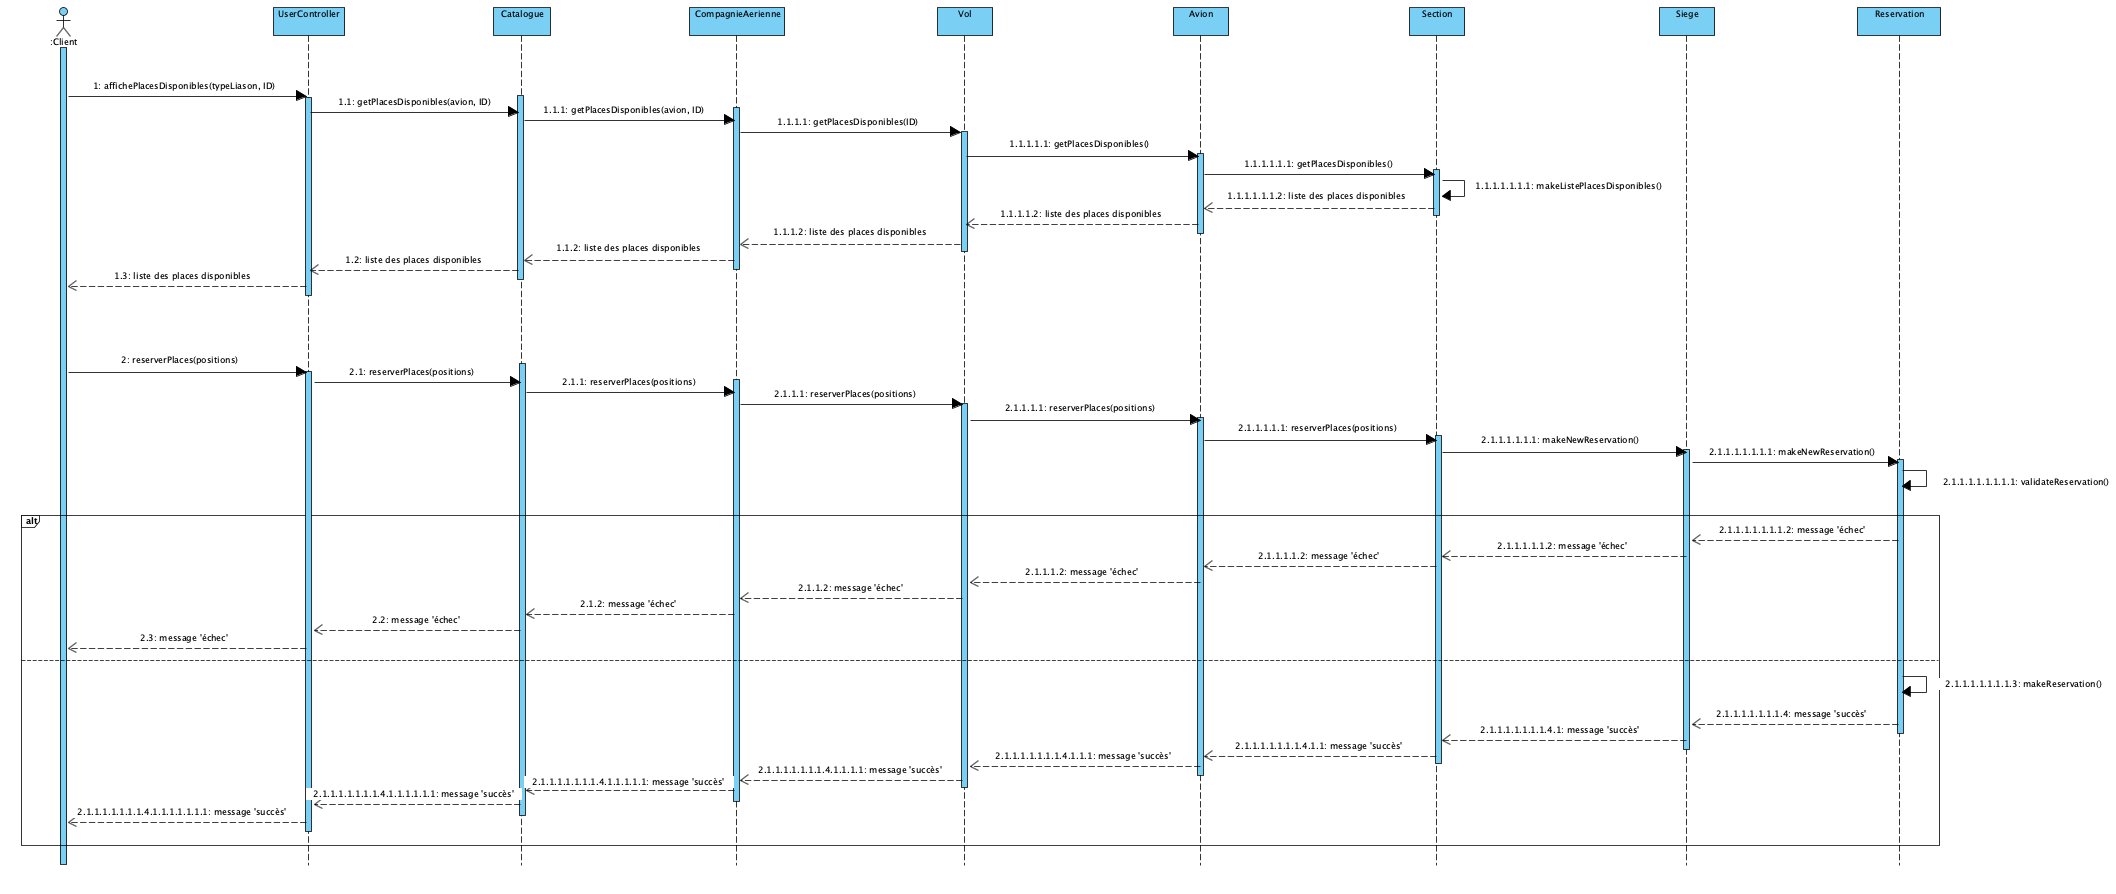 UserController
Catalogue
CompagnieAerienne
Vol
Avion
Section
Siege
Reservation
:Client
1: affichePlacesDisponibles(typeLiason, ID)
1.1: getPlacesDisponibles(avion, ID)
1.1.1: getPlacesDisponibles(avion, ID)
1.1.1.1: getPlacesDisponibles(ID)
1.1.1.1.1: getPlacesDisponibles()
1.1.1.1.1.1: getPlacesDisponibles()
1.1.1.1.1.1.1: makeListePlacesDisponibles()
1.1.1.1.1.1.2: liste des places disponibles
1.1.1.1.2: liste des places disponibles
1.1.1.2: liste des places disponibles
1.1.2: liste des places disponibles
1.2: liste des places disponibles
1.3: liste des places disponibles
2: reserverPlaces(positions)
2.1: reserverPlaces(positions)
2.1.1: reserverPlaces(positions)
2.1.1.1: reserverPlaces(positions)
2.1.1.1.1: reserverPlaces(positions)
2.1.1.1.1.1: reserverPlaces(positions)
2.1.1.1.1.1.1: makeNewReservation()
2.1.1.1.1.1.1.1: makeNewReservation()
2.1.1.1.1.1.1.1.1: validateReservation()
alt
2.1.1.1.1.1.1.1.2: message 'échec'
2.1.1.1.1.1.2: message 'échec'
2.1.1.1.1.2: message 'échec'
2.1.1.1.2: message 'échec'
2.1.1.2: message 'échec'
2.1.2: message 'échec'
2.2: message 'échec'
2.3: message 'échec'
2.1.1.1.1.1.1.1.3: makeReservation()
2.1.1.1.1.1.1.1.4: message 'succès'
2.1.1.1.1.1.1.1.4.1: message 'succès'
2.1.1.1.1.1.1.1.4.1.1: message 'succès'
2.1.1.1.1.1.1.1.4.1.1.1: message 'succès'
2.1.1.1.1.1.1.1.4.1.1.1.1: message 'succès'
2.1.1.1.1.1.1.1.4.1.1.1.1.1: message 'succès'
2.1.1.1.1.1.1.1.4.1.1.1.1.1.1: message 'succès'
2.1.1.1.1.1.1.1.4.1.1.1.1.1.1.1: message 'succès'